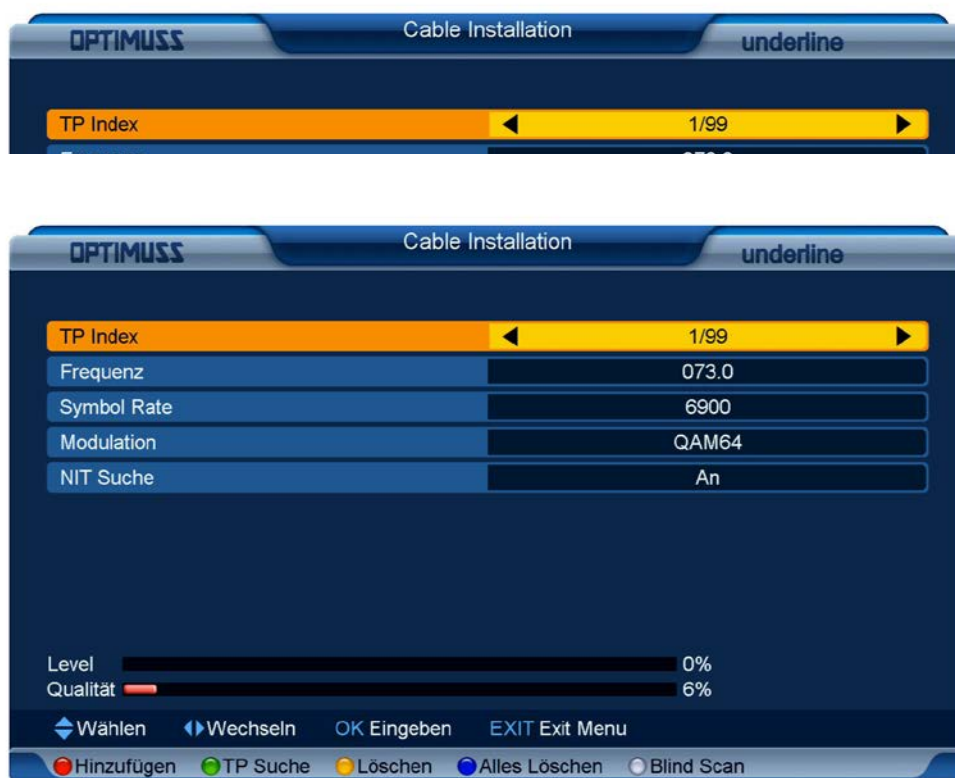 OPTIMUSS Cable Installation underline
TP Index 1/99
OPTIMUSS Cable Installation underline
TP Index 1/99
Frequenz 073.0
Symbol Rate 6900
Modulation QAM64
NIT Suche An
Level 0%
Qualität 6%
Wählen Wechseln OK Eingeben EXIT Exit Menu
Hinzufügen TP Suche Löschen Alles Löschen Blind Scan